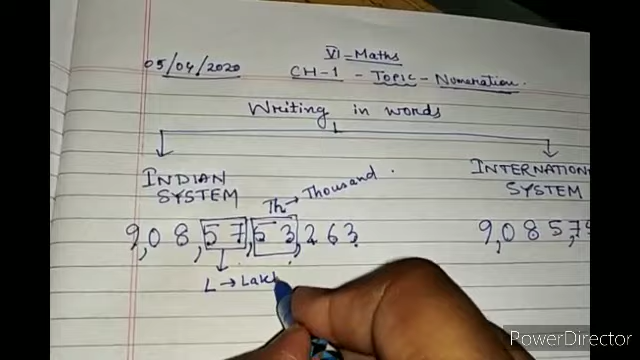 VI - Maths
05/04/2020
CH-1 - Topic - Numeration.
Writing in words
INDIAN SYSTEM
INTERNATION
SYSTEM
Th → Thousand.
9,08,57,53,263
9,085,75
L → Lakh
PowerDirector